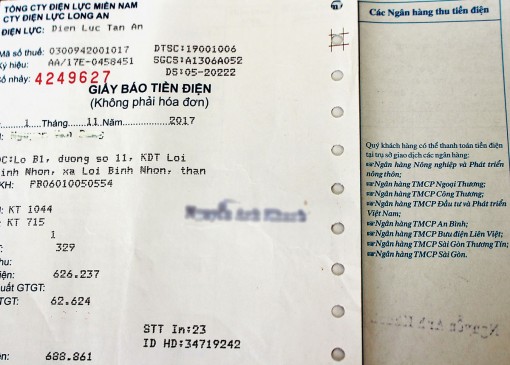 TỔNG CTY ĐIỆN LỰC MIỀN NAM
CTY ĐIỆN LỰC LONG AN
ĐIỆN LỰC: Dien Luc Tan An
Mã số thuế: 0300942001017
DTSC:19001006
Ký hiệu: AA/17E-0458451
SGC5:A1306A052
số nhảy: 4249627
DS:05-20222
GIẤY BÁO TIỀN ĐIỆN
(Không phải hóa đơn)
1 Tháng 11 Năm 2017
ĐC:Lo B1, duong so 11, KDT Loi
inh Nhon, xa Loi Binh Nhon, than
KH: PB06010050554
: KT 1044
: KT 715
1
: 329
hu:
iện: 626.237
uất GTGT:
GTGT: 62.624
STT In:23
ID HD:34719242
ền: 688.861
Các Ngân hàng thu tiền điện
Quý khách hàng có thể thanh toán tiền điện
tại trụ sở giao dịch các ngân hàng:
Ngân hàng Nông nghiệp và Phát triển
nông thôn;
Ngân hàng TMCP Ngoại Thương;
Ngân hàng TMCP Công Thương;
Ngân hàng TMCP Đầu tư và Phát triển
Việt Nam;
Ngân hàng TMCP An Bình;
Ngân hàng TMCP Bưu điện Liên Việt;
Ngân hàng TMCP Sài Gòn Thương Tín;
Ngân hàng TMCP Sài Gòn.